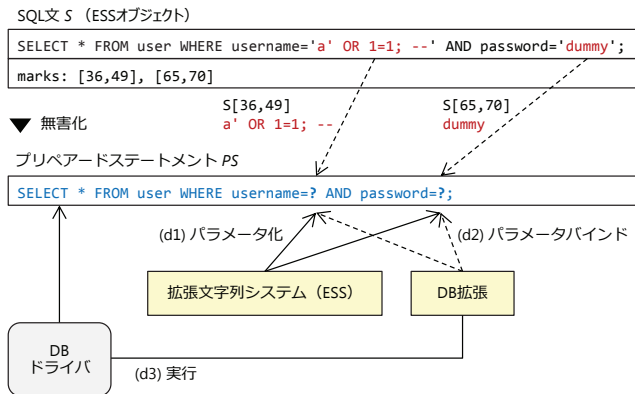 SQL文 S （ESSオブジェクト）
SELECT * FROM user WHERE username='a' OR 1=1; --' AND password='dummy';
marks: [36,49], [65,70]
S[36,49] S[65,70]
▼ 無害化 a' OR 1=1; -- dummy
プリペアードステートメント PS
SELECT * FROM user WHERE username=? AND password=?;
(d1) パラメータ化 (d2) パラメータバインド
拡張文字列システム（ESS） DB拡張
DB
ドライバ
(d3) 実行